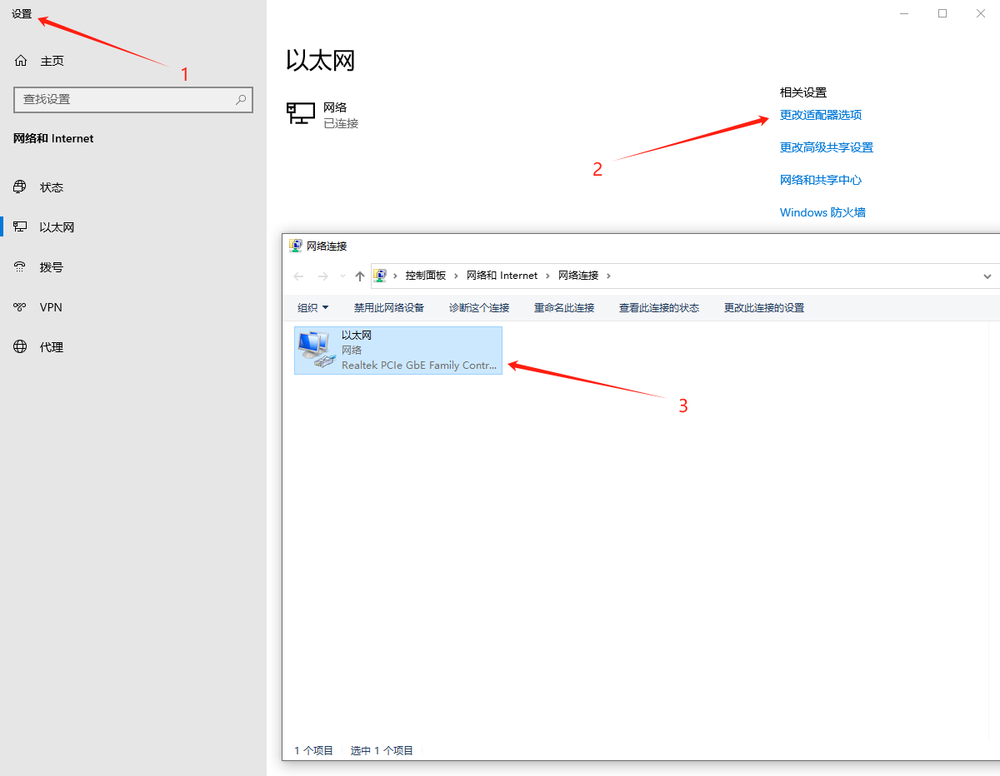 设置
1
主页
查找设置
网络和 Internet
状态
以太网
拨号
VPN
代理
以太网
网络
已连接
2
相关设置
更改适配器选项
更改高级共享设置
网络和共享中心
Windows 防火墙
网络连接
控制面板 › 网络和 Internet › 网络连接 ›
组织 禁用此网络设备 诊断这个连接 重命名此连接 查看此连接的状态 更改此连接的设置
以太网
网络
Realtek PCIe GbE Family Contr...
3
1 个项目 选中 1 个项目